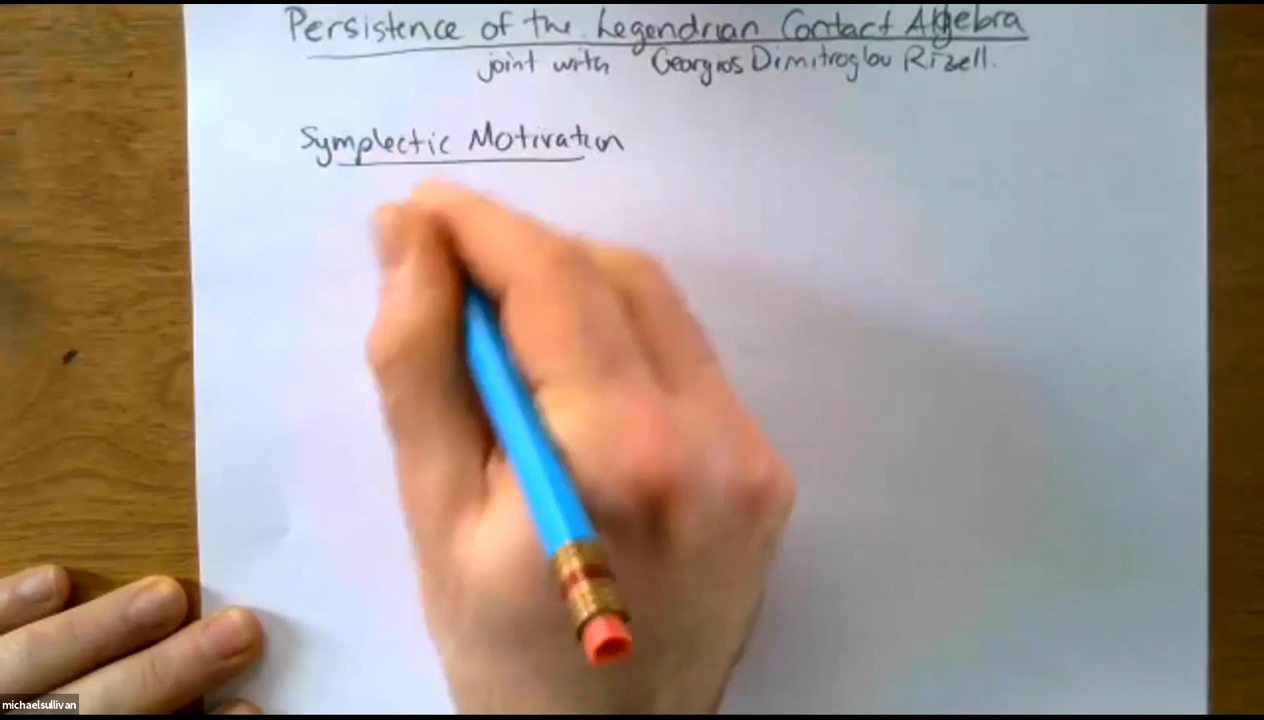 Persistence of the Legendrian Contact Algebra
joint with Georgios Dimitroglou Rizell.
Symplectic Motivation
michaelsullivan